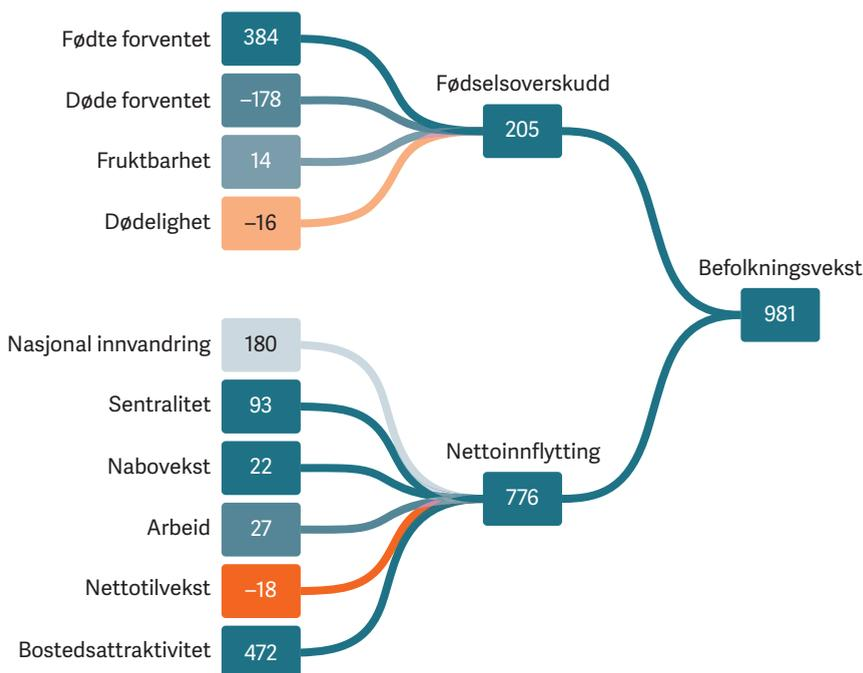 Fødte forventet 384
Døde forventet –178
Fruktbarhet 14
Dødelighet –16
Fødselsoverskudd
205
Nasjonal innvandring 180
Sentralitet 93
Nabovekst 22
Arbeid 27
Nettotilvekst –18
Bostedsattraktivitet 472
Nettoinnflytting
776
Befolkningsvekst
981